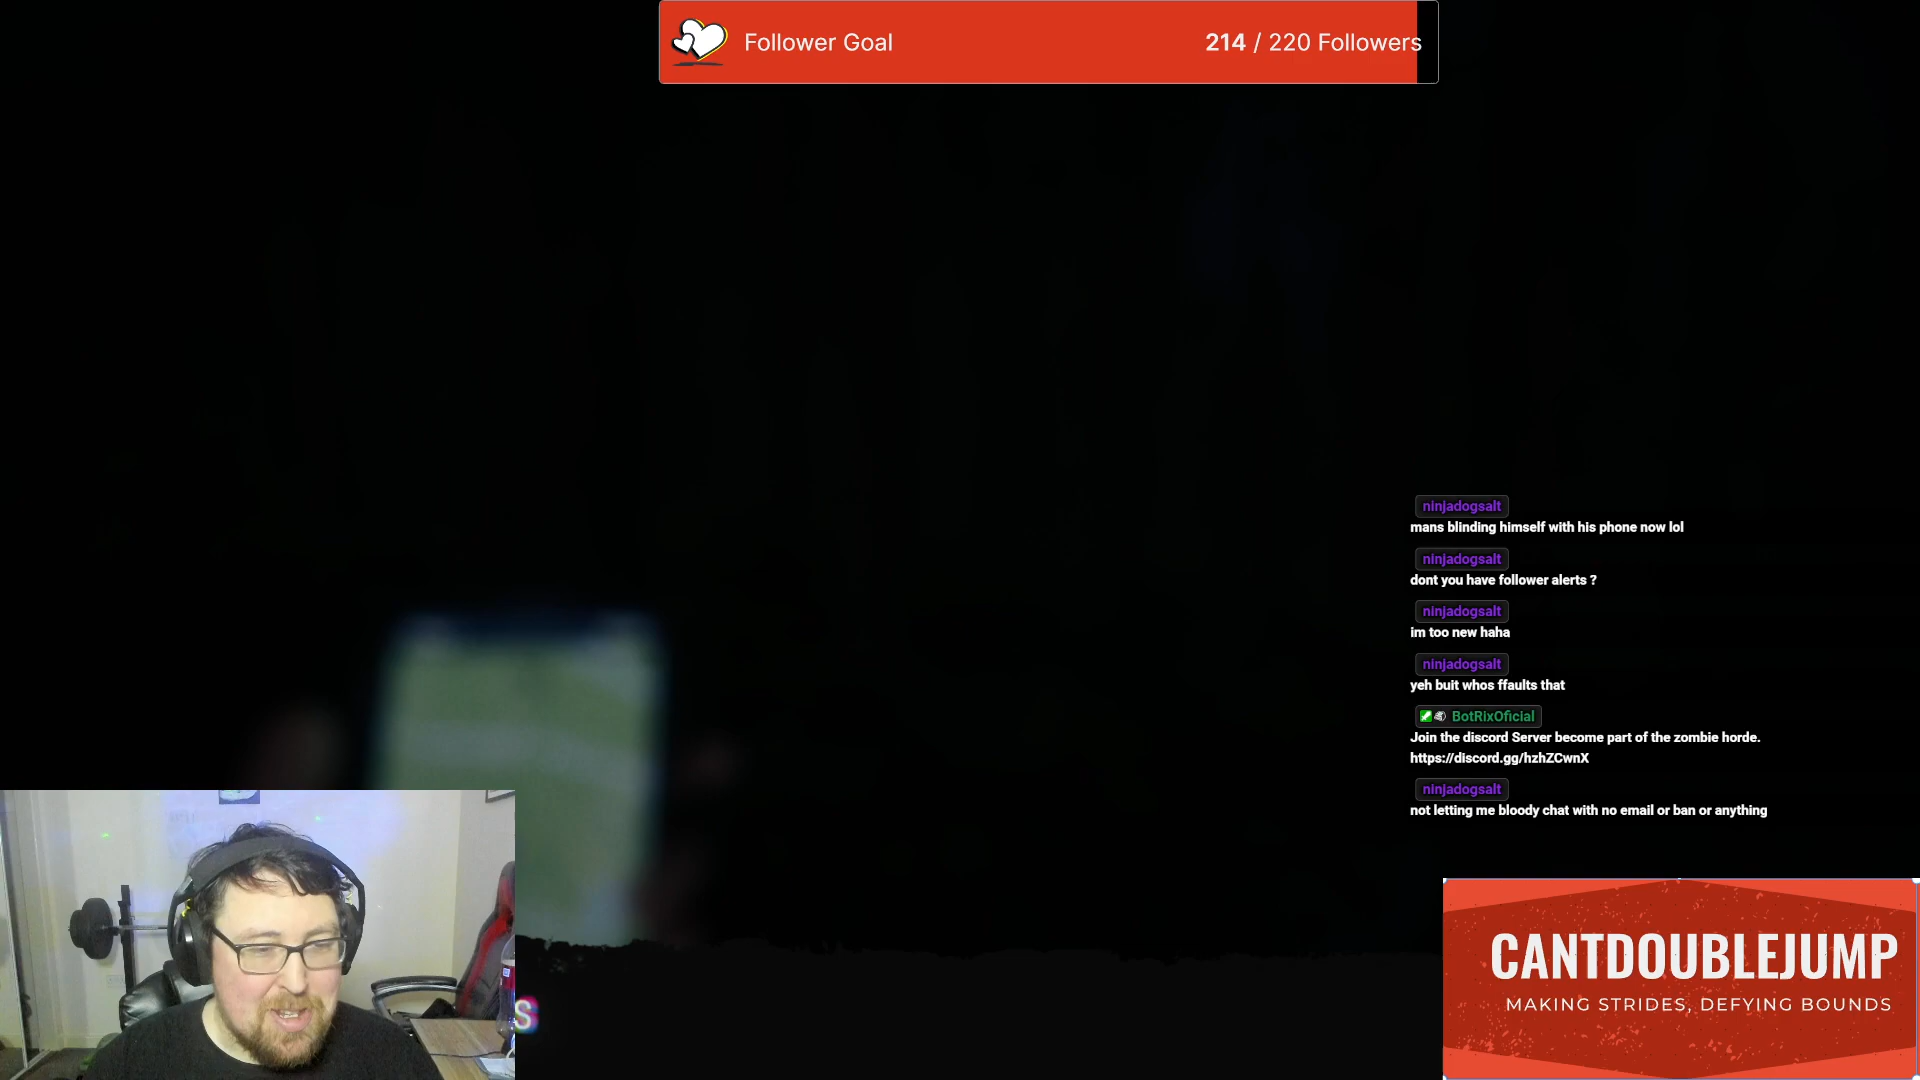 Follower Goal
214 / 220 Followers
ninjadogsalt
mans blinding himself with his phone now lol
ninjadogsalt
dont you have follower alerts ?
ninjadogsalt
im too new haha
ninjadogsalt
yeh buit whos ffaults that
BotRixOficial
Join the discord Server become part of the zombie horde.
https://discord.gg/hzhZCwnX
ninjadogsalt
not letting me bloody chat with no email or ban or anything
S
CANTDOUBLEJUMP
MAKING STRIDES, DEFYING BOUNDS